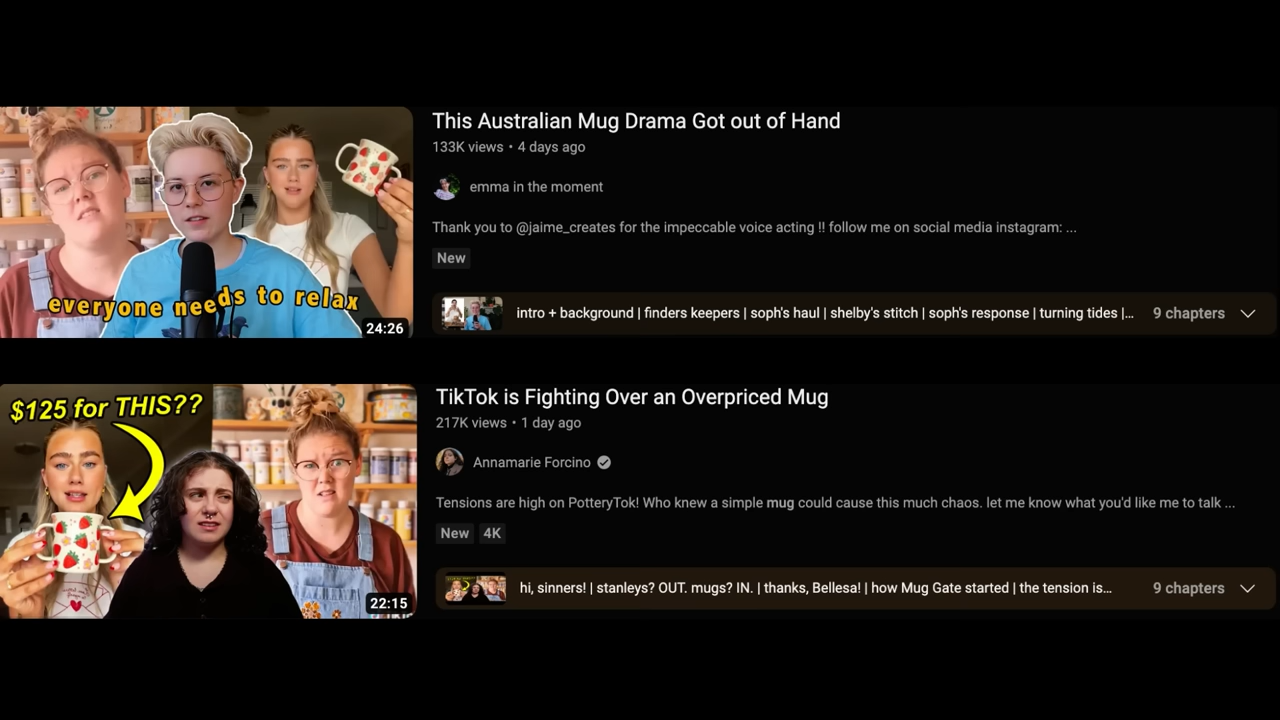 everyone needs to relax
24:26
This Australian Mug Drama Got out of Hand
133K views • 4 days ago
emma in the moment
Thank you to @jaime_creates for the impeccable voice acting !! follow me on social media instagram: ...
New
intro + background | finders keepers | soph's haul | shelby's stitch | soph's response | turning tides |...
9 chapters
$125 for THIS??
22:15
TikTok is Fighting Over an Overpriced Mug
217K views • 1 day ago
Annamarie Forcino
Tensions are high on PotteryTok! Who knew a simple mug could cause this much chaos. let me know what you'd like me to talk ...
New 4K
hi, sinners! | stanleys? OUT. mugs? IN. | thanks, Bellesa! | how Mug Gate started | the tension is...
9 chapters